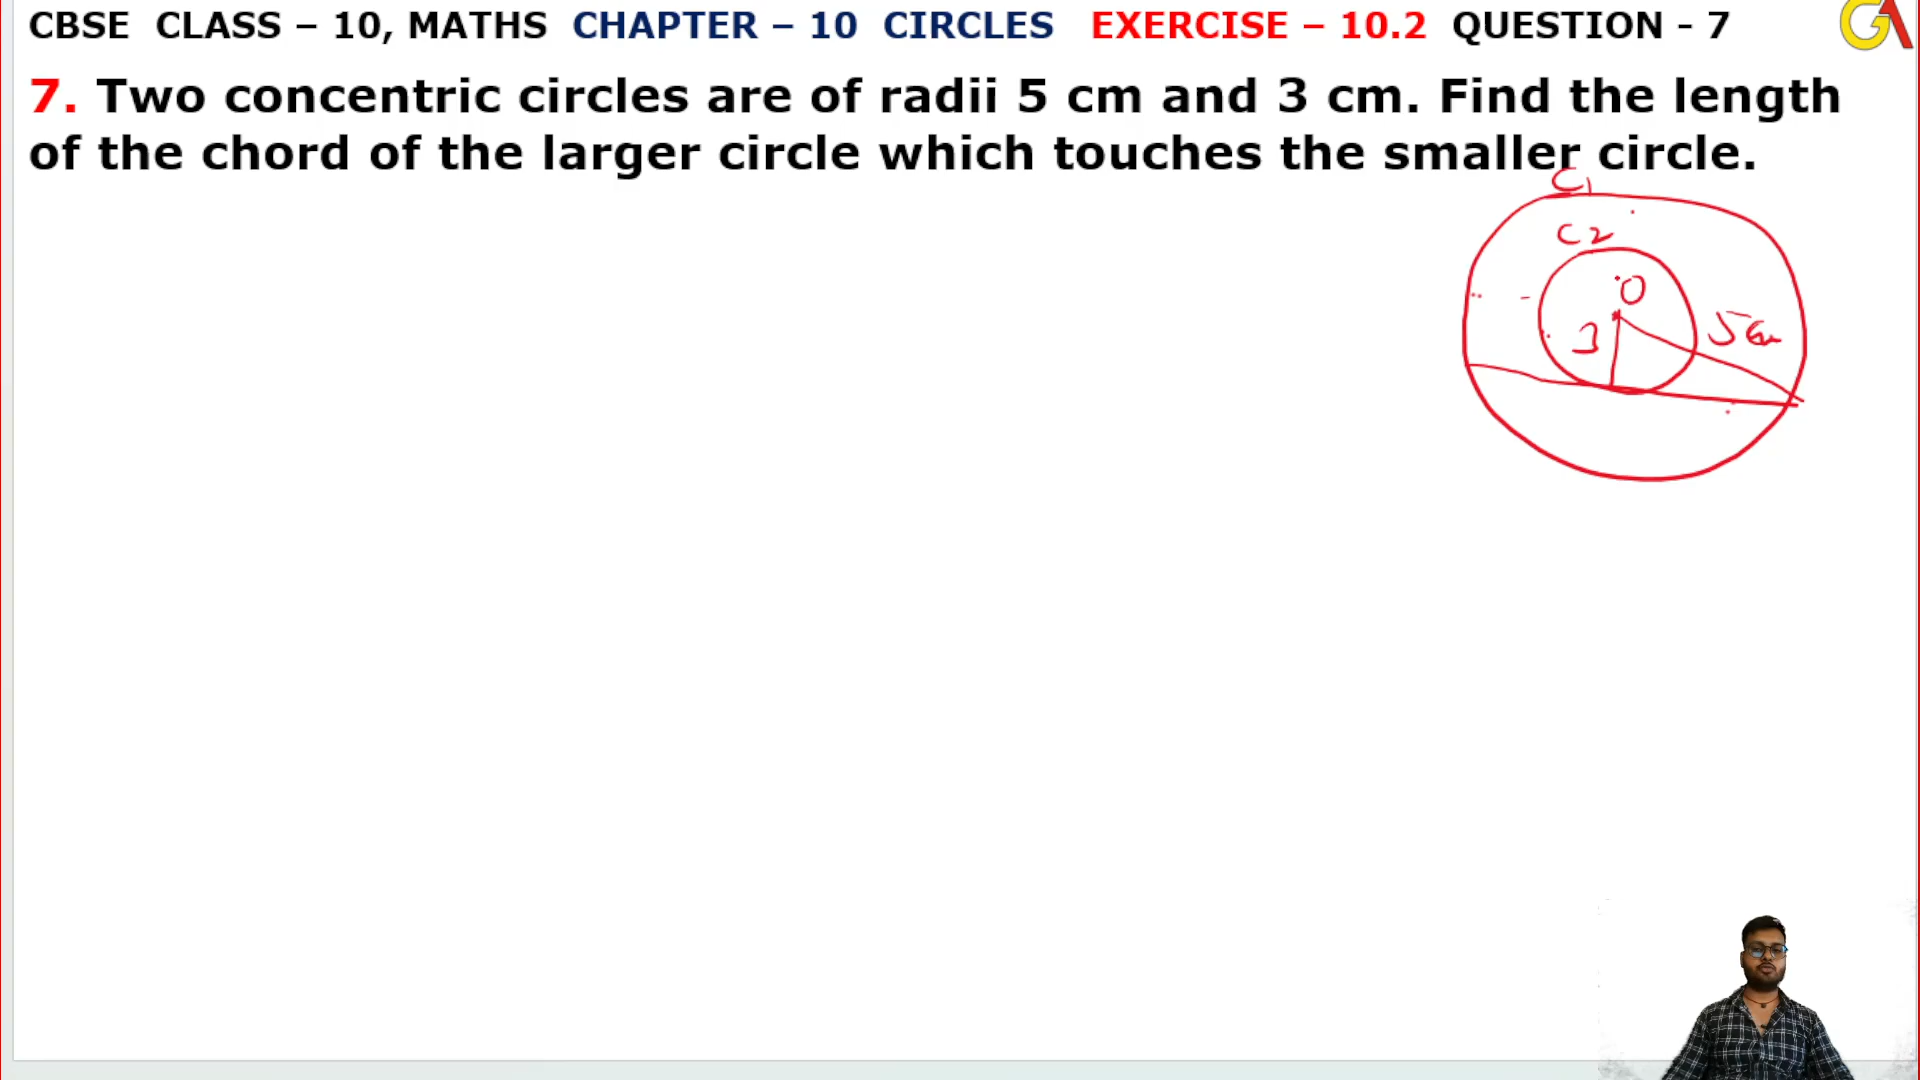 CBSE CLASS – 10, MATHS CHAPTER – 10 CIRCLES EXERCISE – 10.2 QUESTION - 7
GA
7. Two concentric circles are of radii 5 cm and 3 cm. Find the length
of the chord of the larger circle which touches the smaller circle.
C1
C2
O
3
5cm